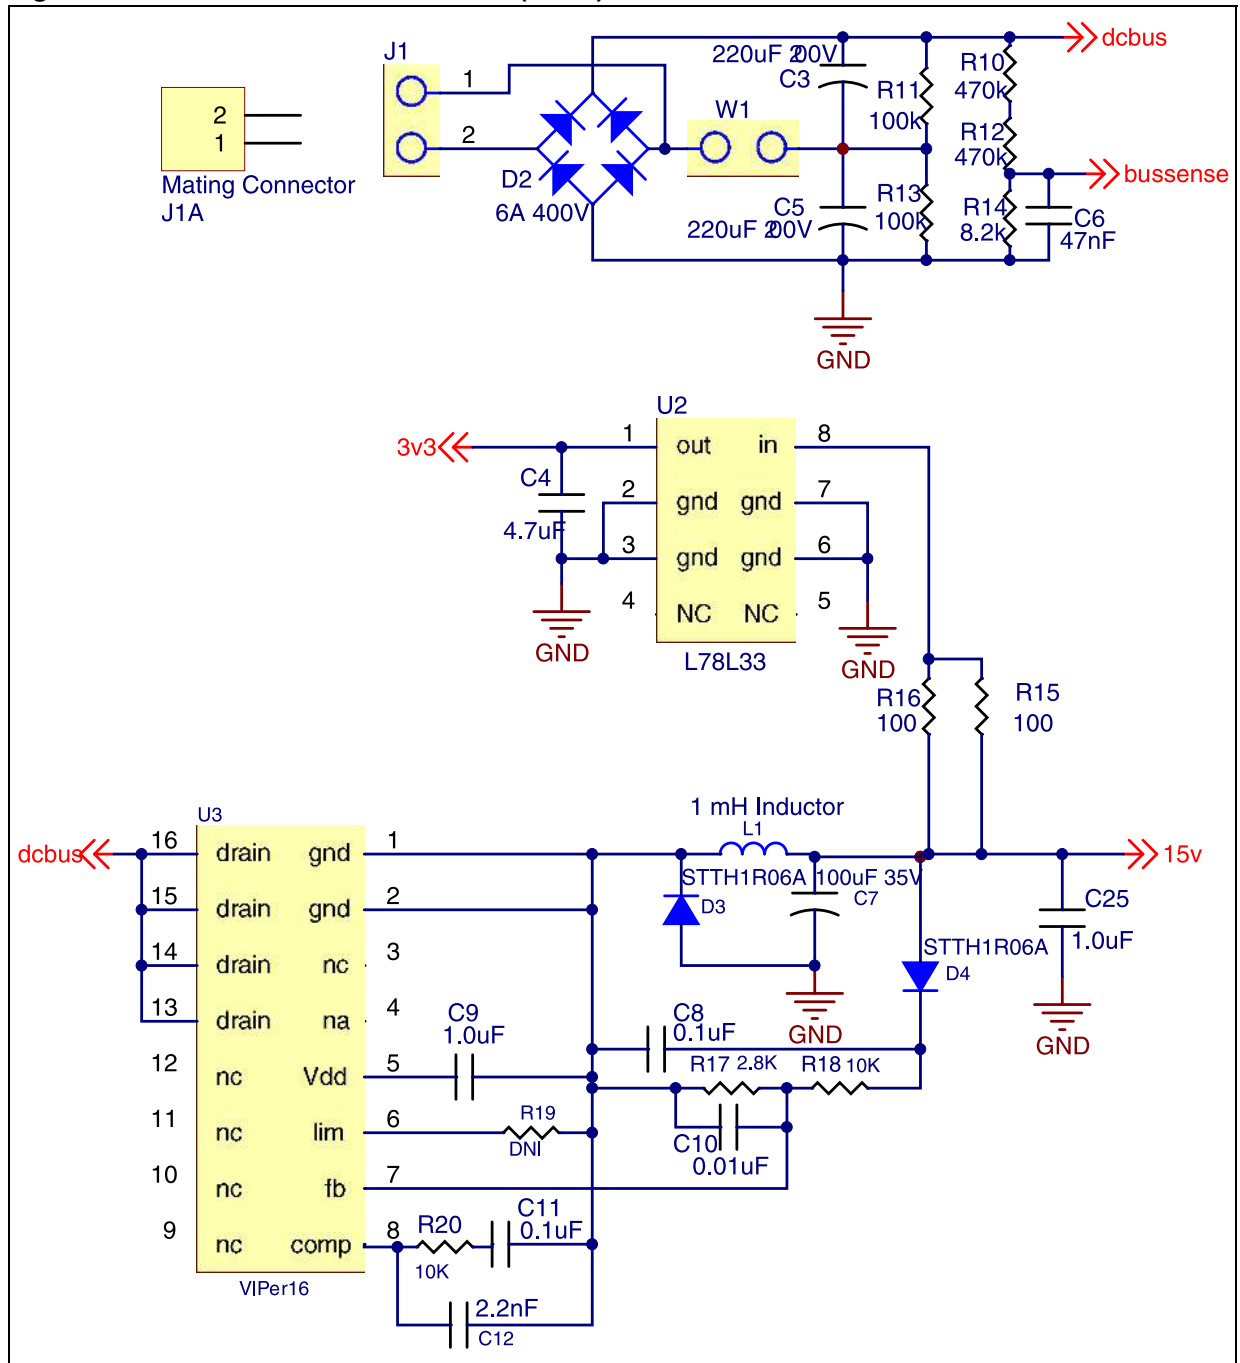 J1
1
2
2
1
Mating Connector
J1A
D2
6A 400V
W1
220uF 200V
C3
R11
100k
R10
470k
R12
470k
dcbus
bussense
C5
220uF 200V
R13
100k
R14
8.2k
C6
47nF
GND
U2
3v3
1 out in 8
2 gnd gnd 7
3 gnd gnd 6
4 NC NC 5
C4
4.7uF
GND
GND
L78L33
R16
100
R15
100
1 mH Inductor
L1
U3
dcbus
16 drain gnd 1
15 drain gnd 2
14 drain nc 3
13 drain na 4
12 nc Vdd 5
11 nc lim 6
10 nc fb 7
9 nc comp 8
VIPer16
15v
STTH1R06A
D3
100uF 35V
C7
GND
C25
1.0uF
GND
STTH1R06A
D4
C9
1.0uF
C8
0.1uF
R17 2.8K
R18 10K
R19
DNI
C10
0.01uF
C11
0.1uF
R20
10K
2.2nF
C12